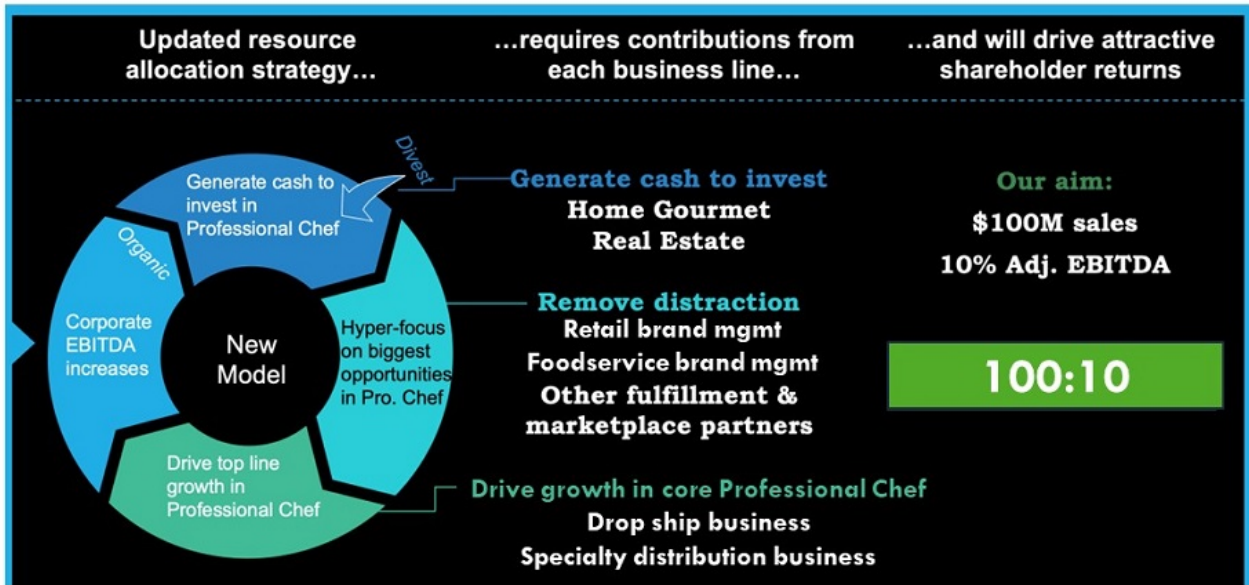 Updated resource
allocation strategy…
…requires contributions from
each business line…
…and will drive attractive
shareholder returns
Divest
Generate cash to
invest in
Professional Chef
Organic
Corporate
EBITDA
increases
New
Model
Hyper-focus
on biggest
opportunities
in Pro. Chef
Drive top line
growth in
Professional Chef
Generate cash to invest
Home Gourmet
Real Estate
Remove distraction
Retail brand mgmt
Foodservice brand mgmt
Other fulfillment &
marketplace partners
Drive growth in core Professional Chef
Drop ship business
Specialty distribution business
Our aim:
$100M sales
10% Adj. EBITDA
100:10